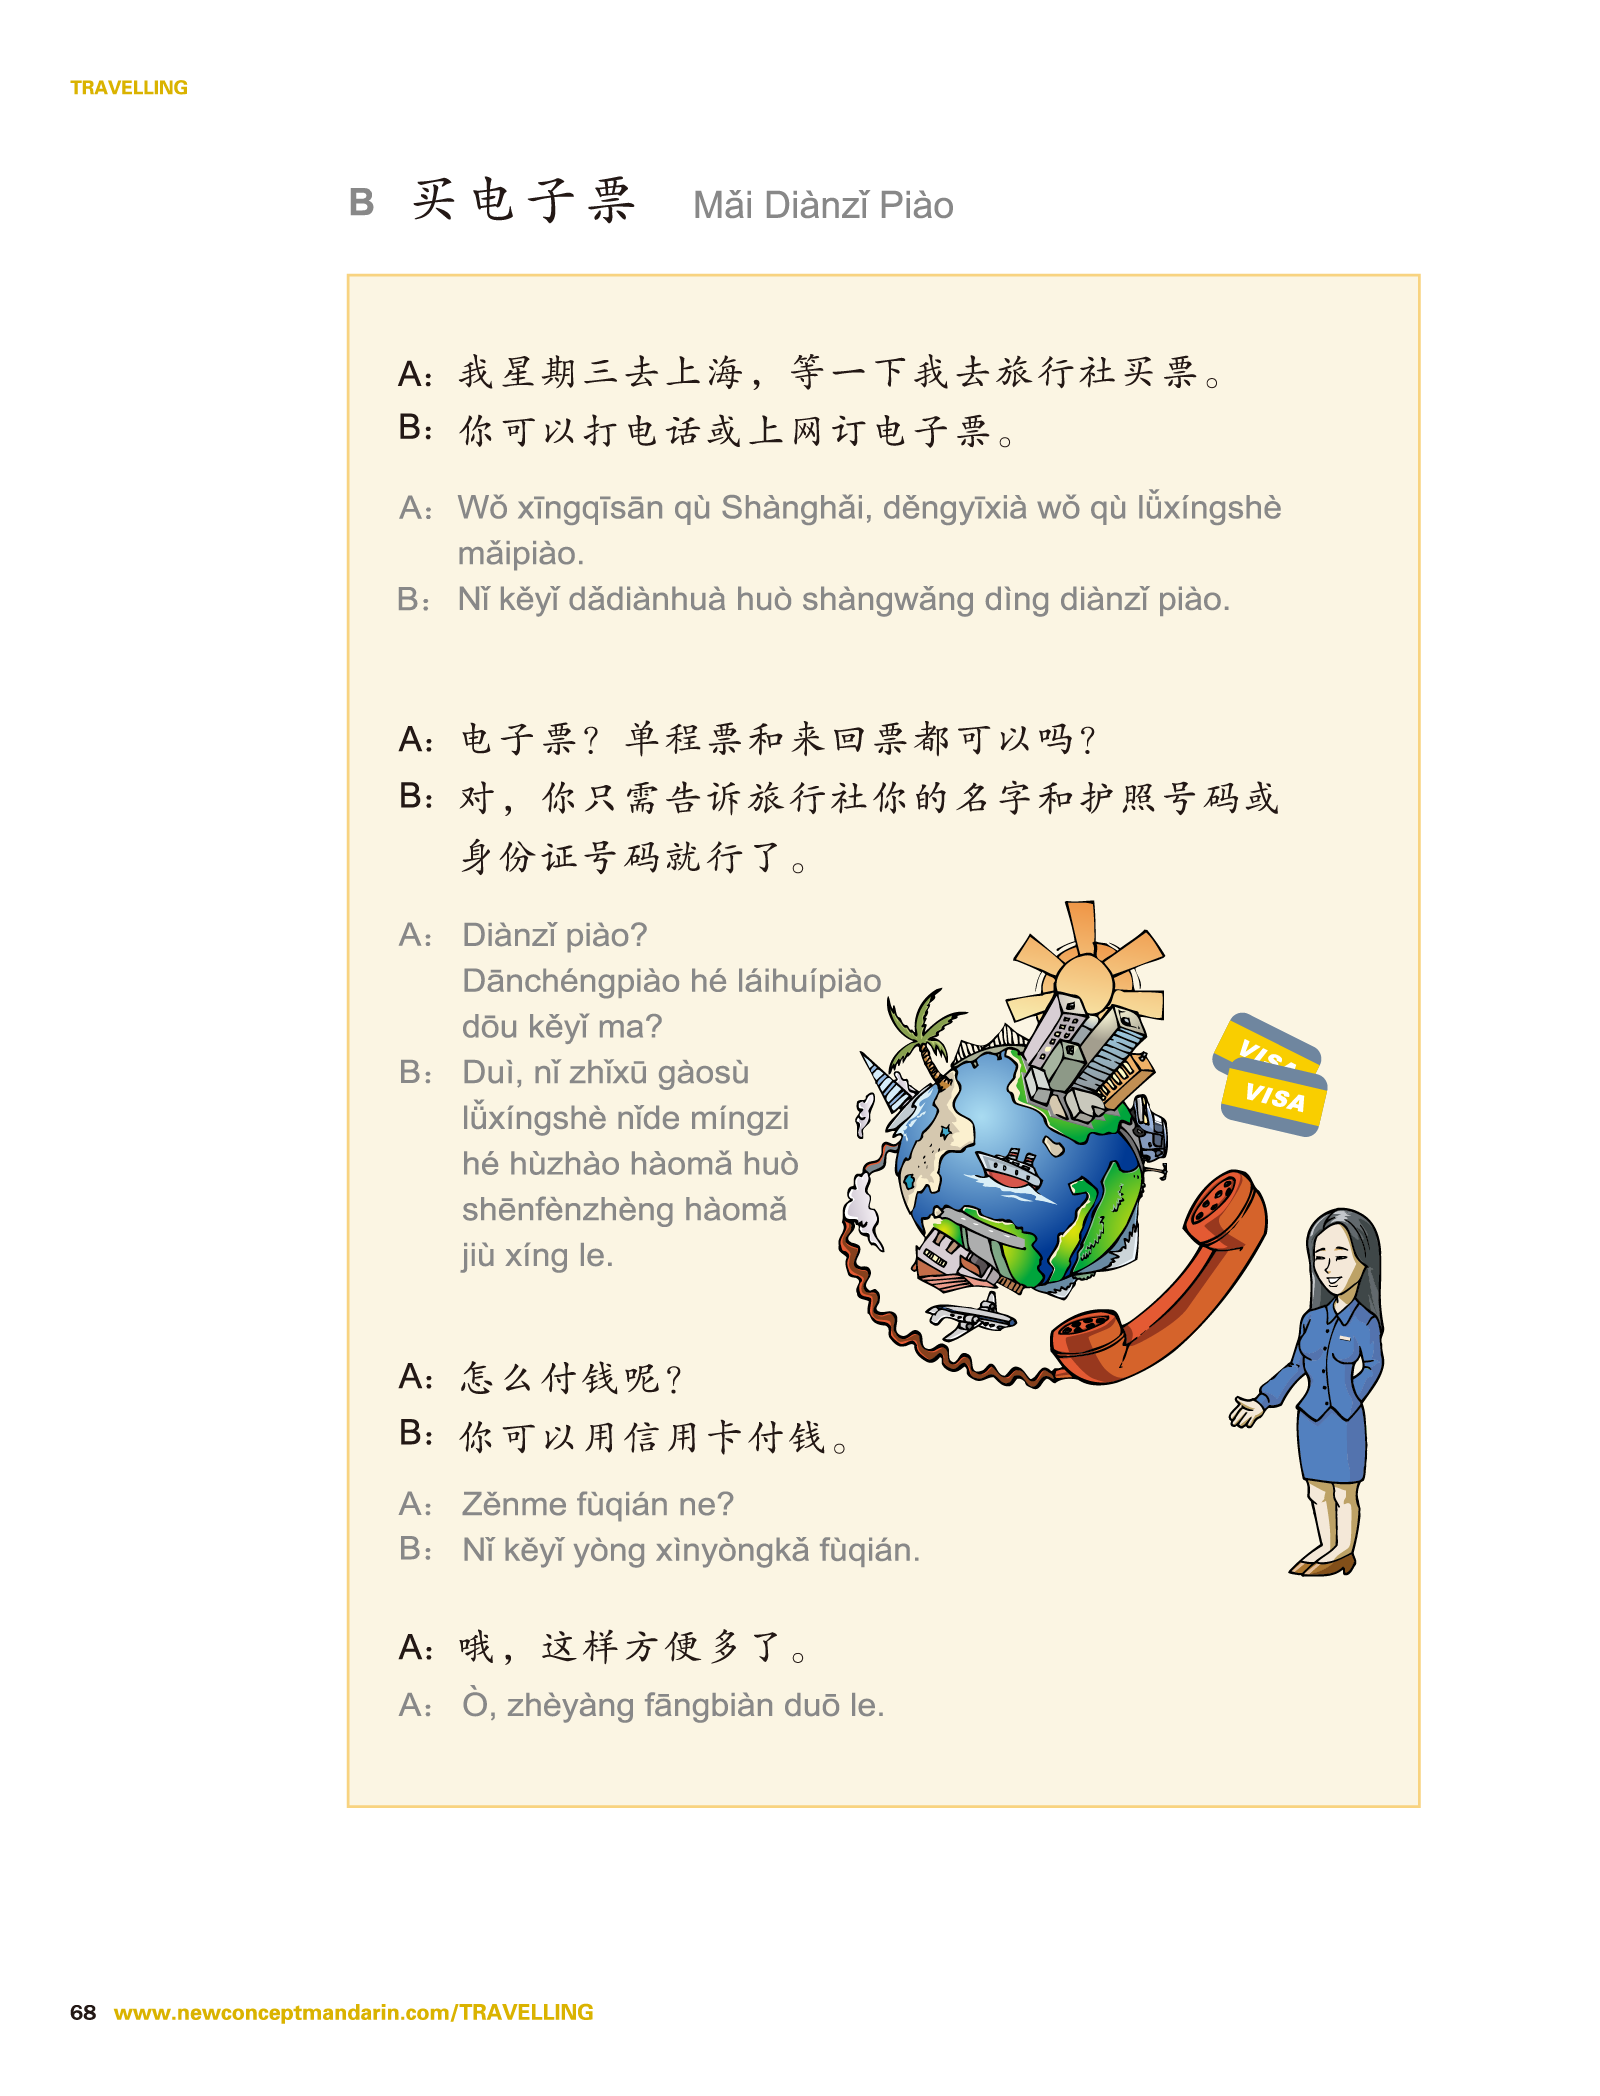 TRAVELLING
B 买电子票 Mǎi Diànzǐ Piào
A：我星期三去上海，等一下我去旅行社买票。
B：你可以打电话或上网订电子票。
A： Wǒ xīngqīsān qù Shànghǎi, děngyīxià wǒ qù lǚxíngshè
mǎipiào.
B： Nǐ kěyǐ dǎdiànhuà huò shàngwǎng dìng diànzǐ piào.
A：电子票？单程票和来回票都可以吗？
B：对，你只需告诉旅行社你的名字和护照号码或
身份证号码就行了。
A： Diànzǐ piào?
Dānchéngpiào hé láihuípiào
dōu kěyǐ ma?
B： Duì, nǐ zhǐxū gàosù
lǚxíngshè nǐde míngzi
hé hùzhào hàomǎ huò
shēnfènzhèng hàomǎ
jiù xíng le.
VISA
VISA
A：怎么付钱呢？
B：你可以用信用卡付钱。
A： Zěnme fùqián ne?
B： Nǐ kěyǐ yòng xìnyòngkǎ fùqián.
A：哦，这样方便多了。
A： Ò, zhèyàng fāngbiàn duō le.
68 www.newconceptmandarin.com/TRAVELLING